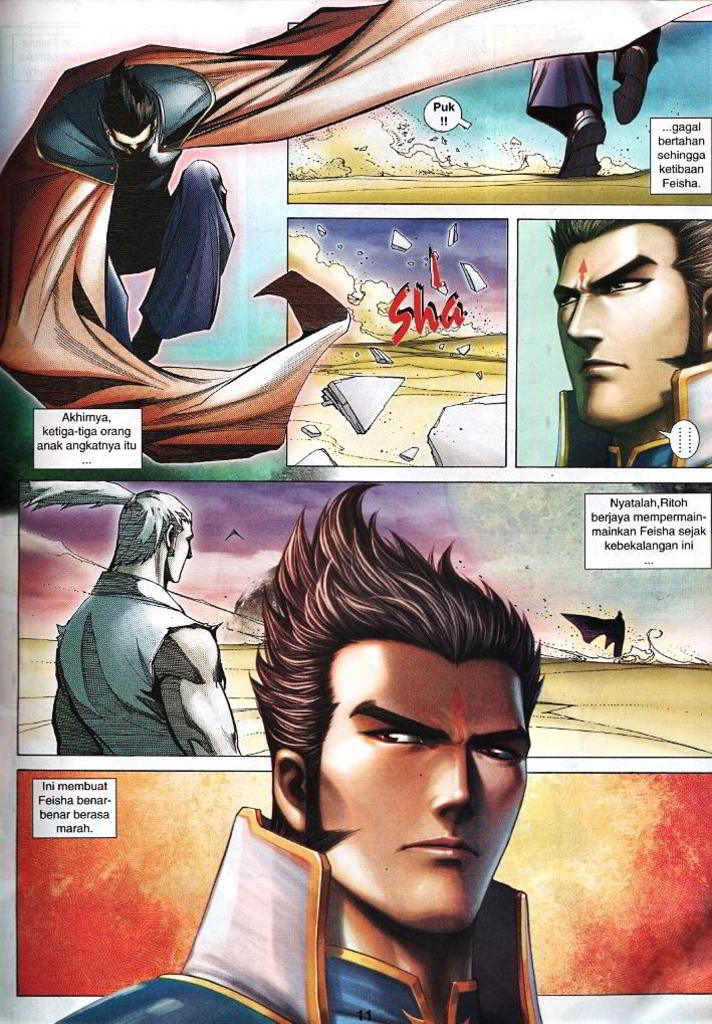 Puk
!!
...gagal
bertahan
sehingga
ketibaan
Feisha.
Akhirnya,
ketiga-tiga orang
anak angkatnya itu
...
Sha
!
Nyatalah,Ritoh
berjaya mempermain-
mainkan Feisha sejak
kebekalangan ini
...
Ini membuat
Feisha benar-
benar berasa
marah.
11